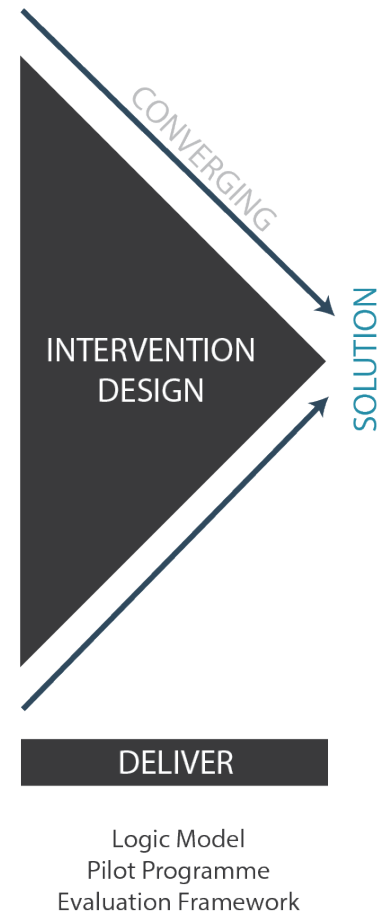 CONVERGING
INTERVENTION
DESIGN
SOLUTION
DELIVER
Logic Model
Pilot Programme
Evaluation Framework